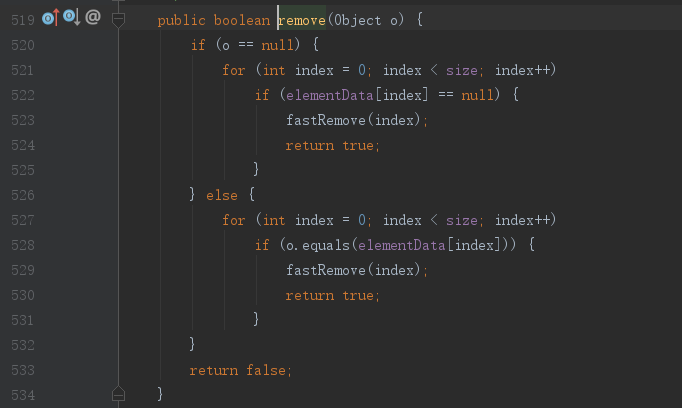 519 public boolean remove(Object o) {
520 if (o == null) {
521 for (int index = 0; index < size; index++)
522 if (elementData[index] == null) {
523 fastRemove(index);
524 return true;
525 }
526 } else {
527 for (int index = 0; index < size; index++)
528 if (o.equals(elementData[index])) {
529 fastRemove(index);
530 return true;
531 }
532 }
533 return false;
534 }